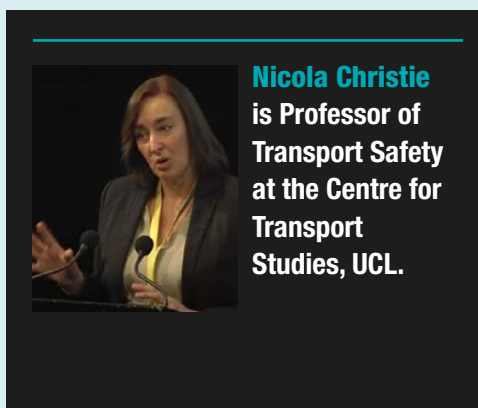 Nicola Christie
is Professor of
Transport Safety
at the Centre for
Transport
Studies, UCL.